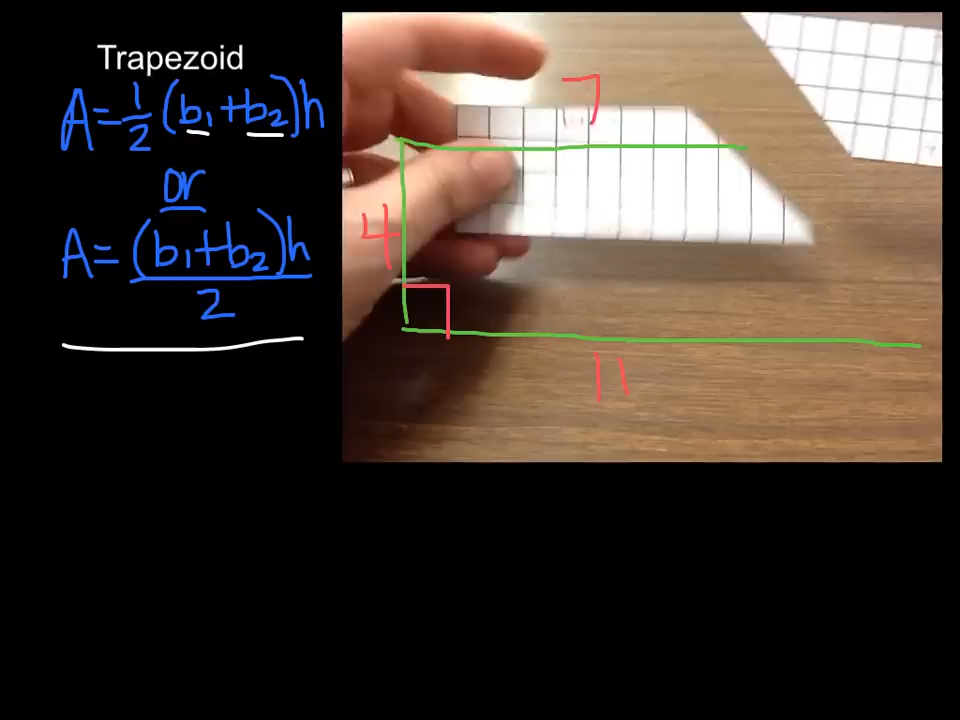 Trapezoid
A=1/2(b₁+b₂)h
or
A=(b₁+b₂)h
2
7
4
11